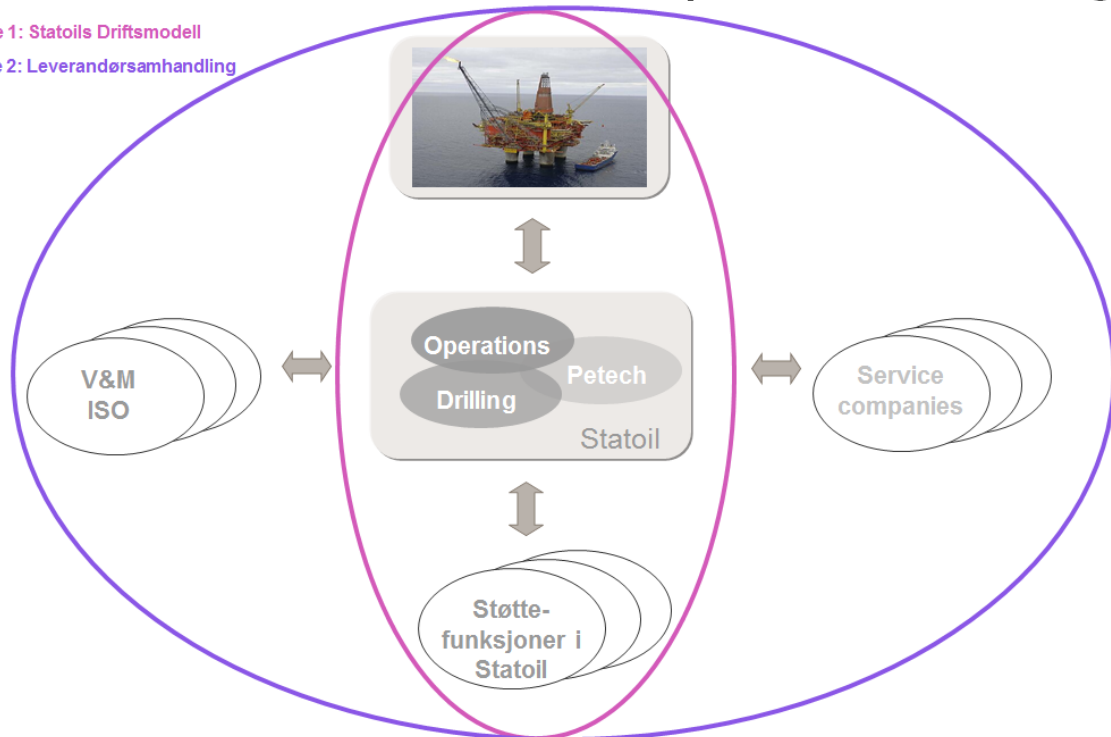 e 1: Statoils Driftsmodell
e 2: Leverandørsamhandling
Operations
Petech
Drilling
Statoil
V&M
ISO
Service
companies
Støtte-
funksjoner i
Statoil